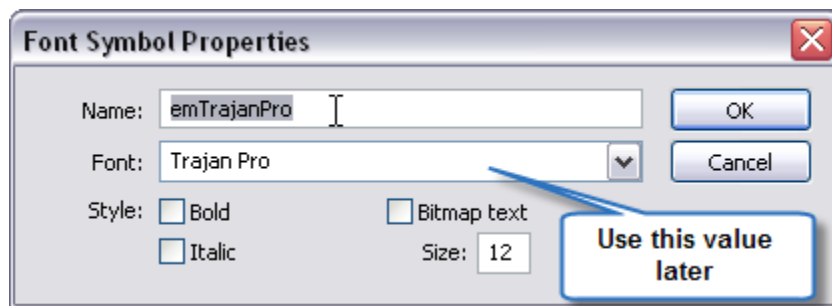 Font Symbol Properties
Name: emTrajanPro OK
Font: Trajan Pro Cancel
Style: Bold Bitmap text
Italic Size: 12
Use this value
later